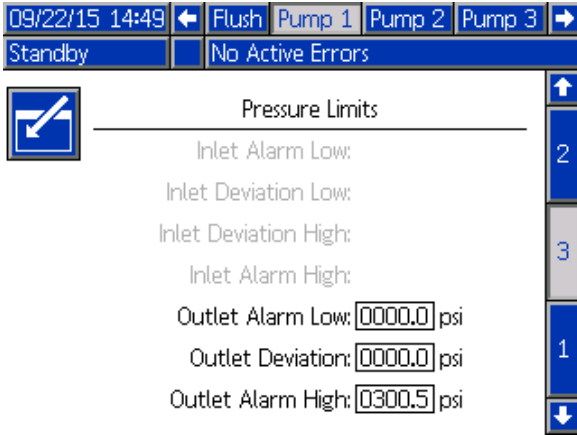 09/22/15 14:49 Flush Pump 1 Pump 2 Pump 3
Standby No Active Errors
Pressure Limits
Inlet Alarm Low:
2
Inlet Deviation Low:
Inlet Deviation High:
3
Inlet Alarm High:
Outlet Alarm Low: 0000.0 psi
Outlet Deviation: 0000.0 psi
1
Outlet Alarm High: 0300.5 psi